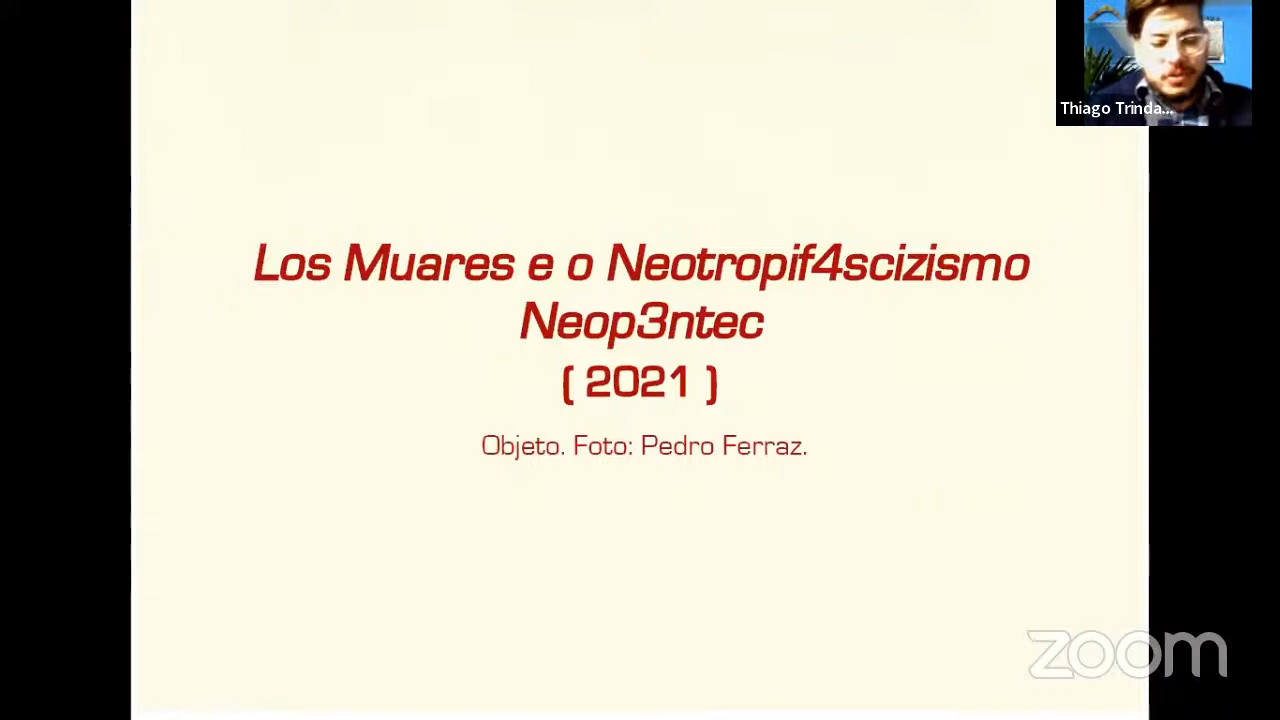 Thiago Trinda...
Los Muares e o Neotropif4scizismo
Neop3ntec
( 2021 )
Objeto. Foto: Pedro Ferraz.
zoom